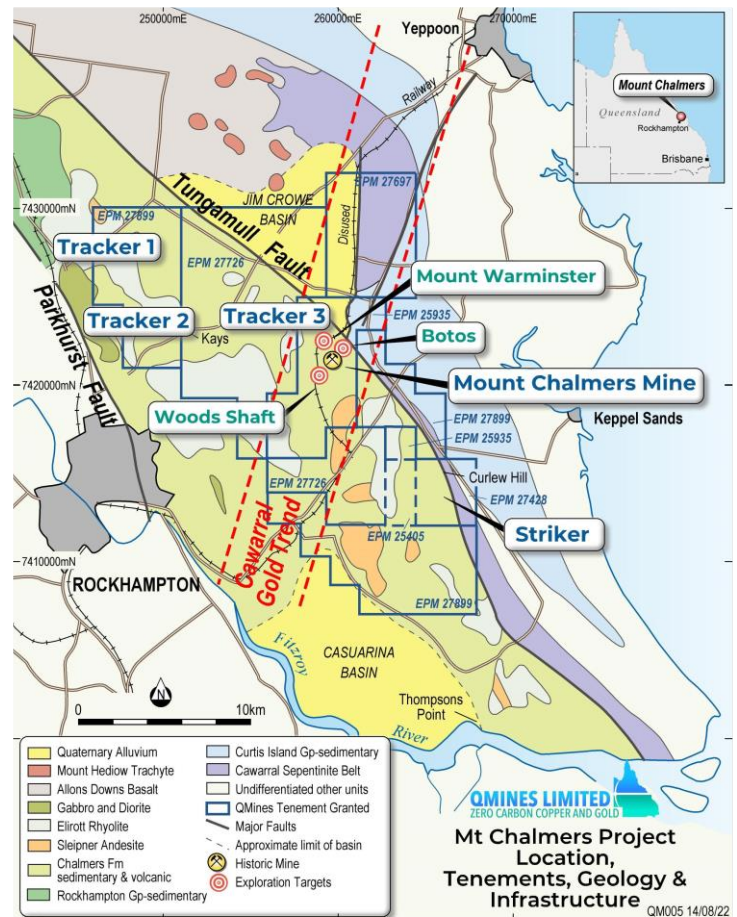 250000mE
260000mE
270000mE
Yeppoon
Railway
Mount Chalmers
Queensland
Rockhampton
Brisbane
7430000mN
JIM CROWE
BASIN
EPM 27697
Disused
EPM 27899
Tungamull Fault
Tracker 1
EPM 27726
Mount Warminster
Tracker 2
Tracker 3
EPM 25935
Kays
Botos
Parkhurst Fault
7420000mN
Mount Chalmers Mine
Woods Shaft
EPM 27899
Keppel Sands
EPM 25935
Curlew Hill
EPM 27726
EPM 27428
Striker
EPM 25405
7410000mN
Cawarral
Gold Trend
ROCKHAMPTON
EPM 27899
Fitzroy
River
CASUARINA
BASIN
Thompsons
Point
N
0
10km
Quaternary Alluvium
Mount Hediow Trachyte
Allons Downs Basalt
Gabbro and Diorite
Elirott Rhyolite
Sleipner Andesite
Chalmers Fm
sedimentary & volcanic
Rockhampton Gp-sedimentary
Curtis Island Gp-sedimentary
Cawarral Sepentinite Belt
Undifferentiated other units
QMines Tenement Granted
Major Faults
Approximate limit of basin
Historic Mine
Exploration Targets
QMINES LIMITED
ZERO CARBON COPPER AND GOLD
Mt Chalmers Project
Location,
Tenements, Geology &
Infrastructure
QM005 14/08/22